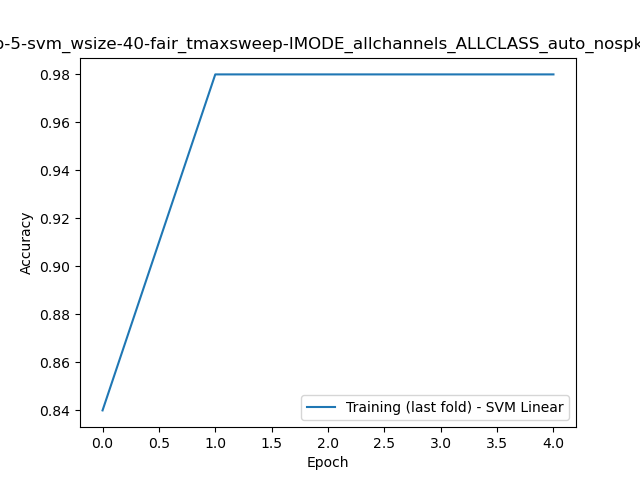 -5-svm_wsize-40-fair_tmaxsweep-IMODE_allchannels_ALLCLASS_auto_nospk
0.98
0.96
0.94
0.92
0.90
0.88
0.86
0.84
Accuracy
Training (last fold) - SVM Linear
0.0 0.5 1.0 1.5 2.0 2.5 3.0 3.5 4.0
Epoch